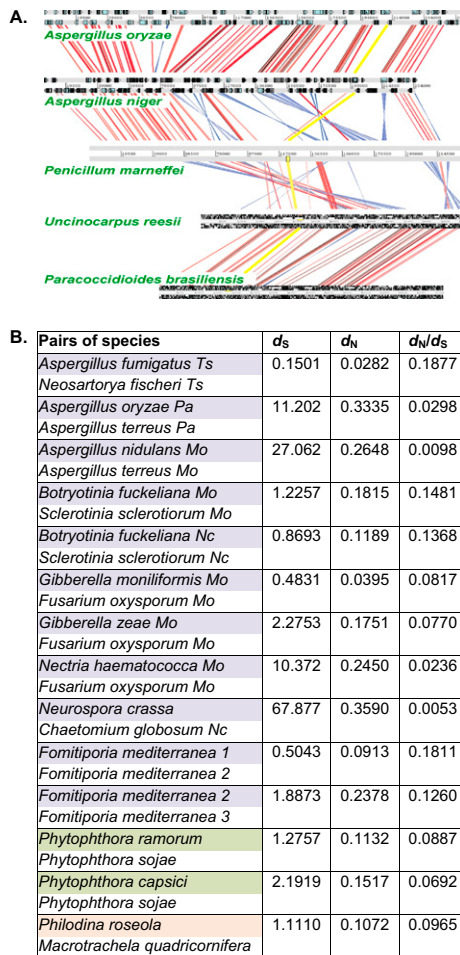 A.
Aspergillus oryzae
Aspergillus niger
Penicillum marneffei
Uncinocarpus reesii
Paracoccidioides brasiliensis
B.
Pairs of species dS dN dN/dS
Aspergillus fumigatus Ts 0.1501 0.0282 0.1877
Neosartorya fischeri Ts
Aspergillus oryzae Pa 11.202 0.3335 0.0298
Aspergillus terreus Pa
Aspergillus nidulans Mo 27.062 0.2648 0.0098
Aspergillus terreus Mo
Botryotinia fuckeliana Mo 1.2257 0.1815 0.1481
Sclerotinia sclerotiorum Mo
Botryotinia fuckeliana Nc 0.8693 0.1189 0.1368
Sclerotinia sclerotiorum Nc
Gibberella moniliformis Mo 0.4831 0.0395 0.0817
Fusarium oxysporum Mo
Gibberella zeae Mo 2.2753 0.1751 0.0770
Fusarium oxysporum Mo
Nectria haematococca Mo 10.372 0.2450 0.0236
Fusarium oxysporum Mo
Neurospora crassa 67.877 0.3590 0.0053
Chaetomium globosum Nc
Fomitiporia mediterranea 1 0.5043 0.0913 0.1811
Fomitiporia mediterranea 2
Fomitiporia mediterranea 2 1.8873 0.2378 0.1260
Fomitiporia mediterranea 3
Phytophthora ramorum 1.2757 0.1132 0.0887
Phytophthora sojae
Phytophthora capsici 2.1919 0.1517 0.0692
Phytophthora sojae
Philodina roseola 1.1110 0.1072 0.0965
Macrotrachela quadricornifera